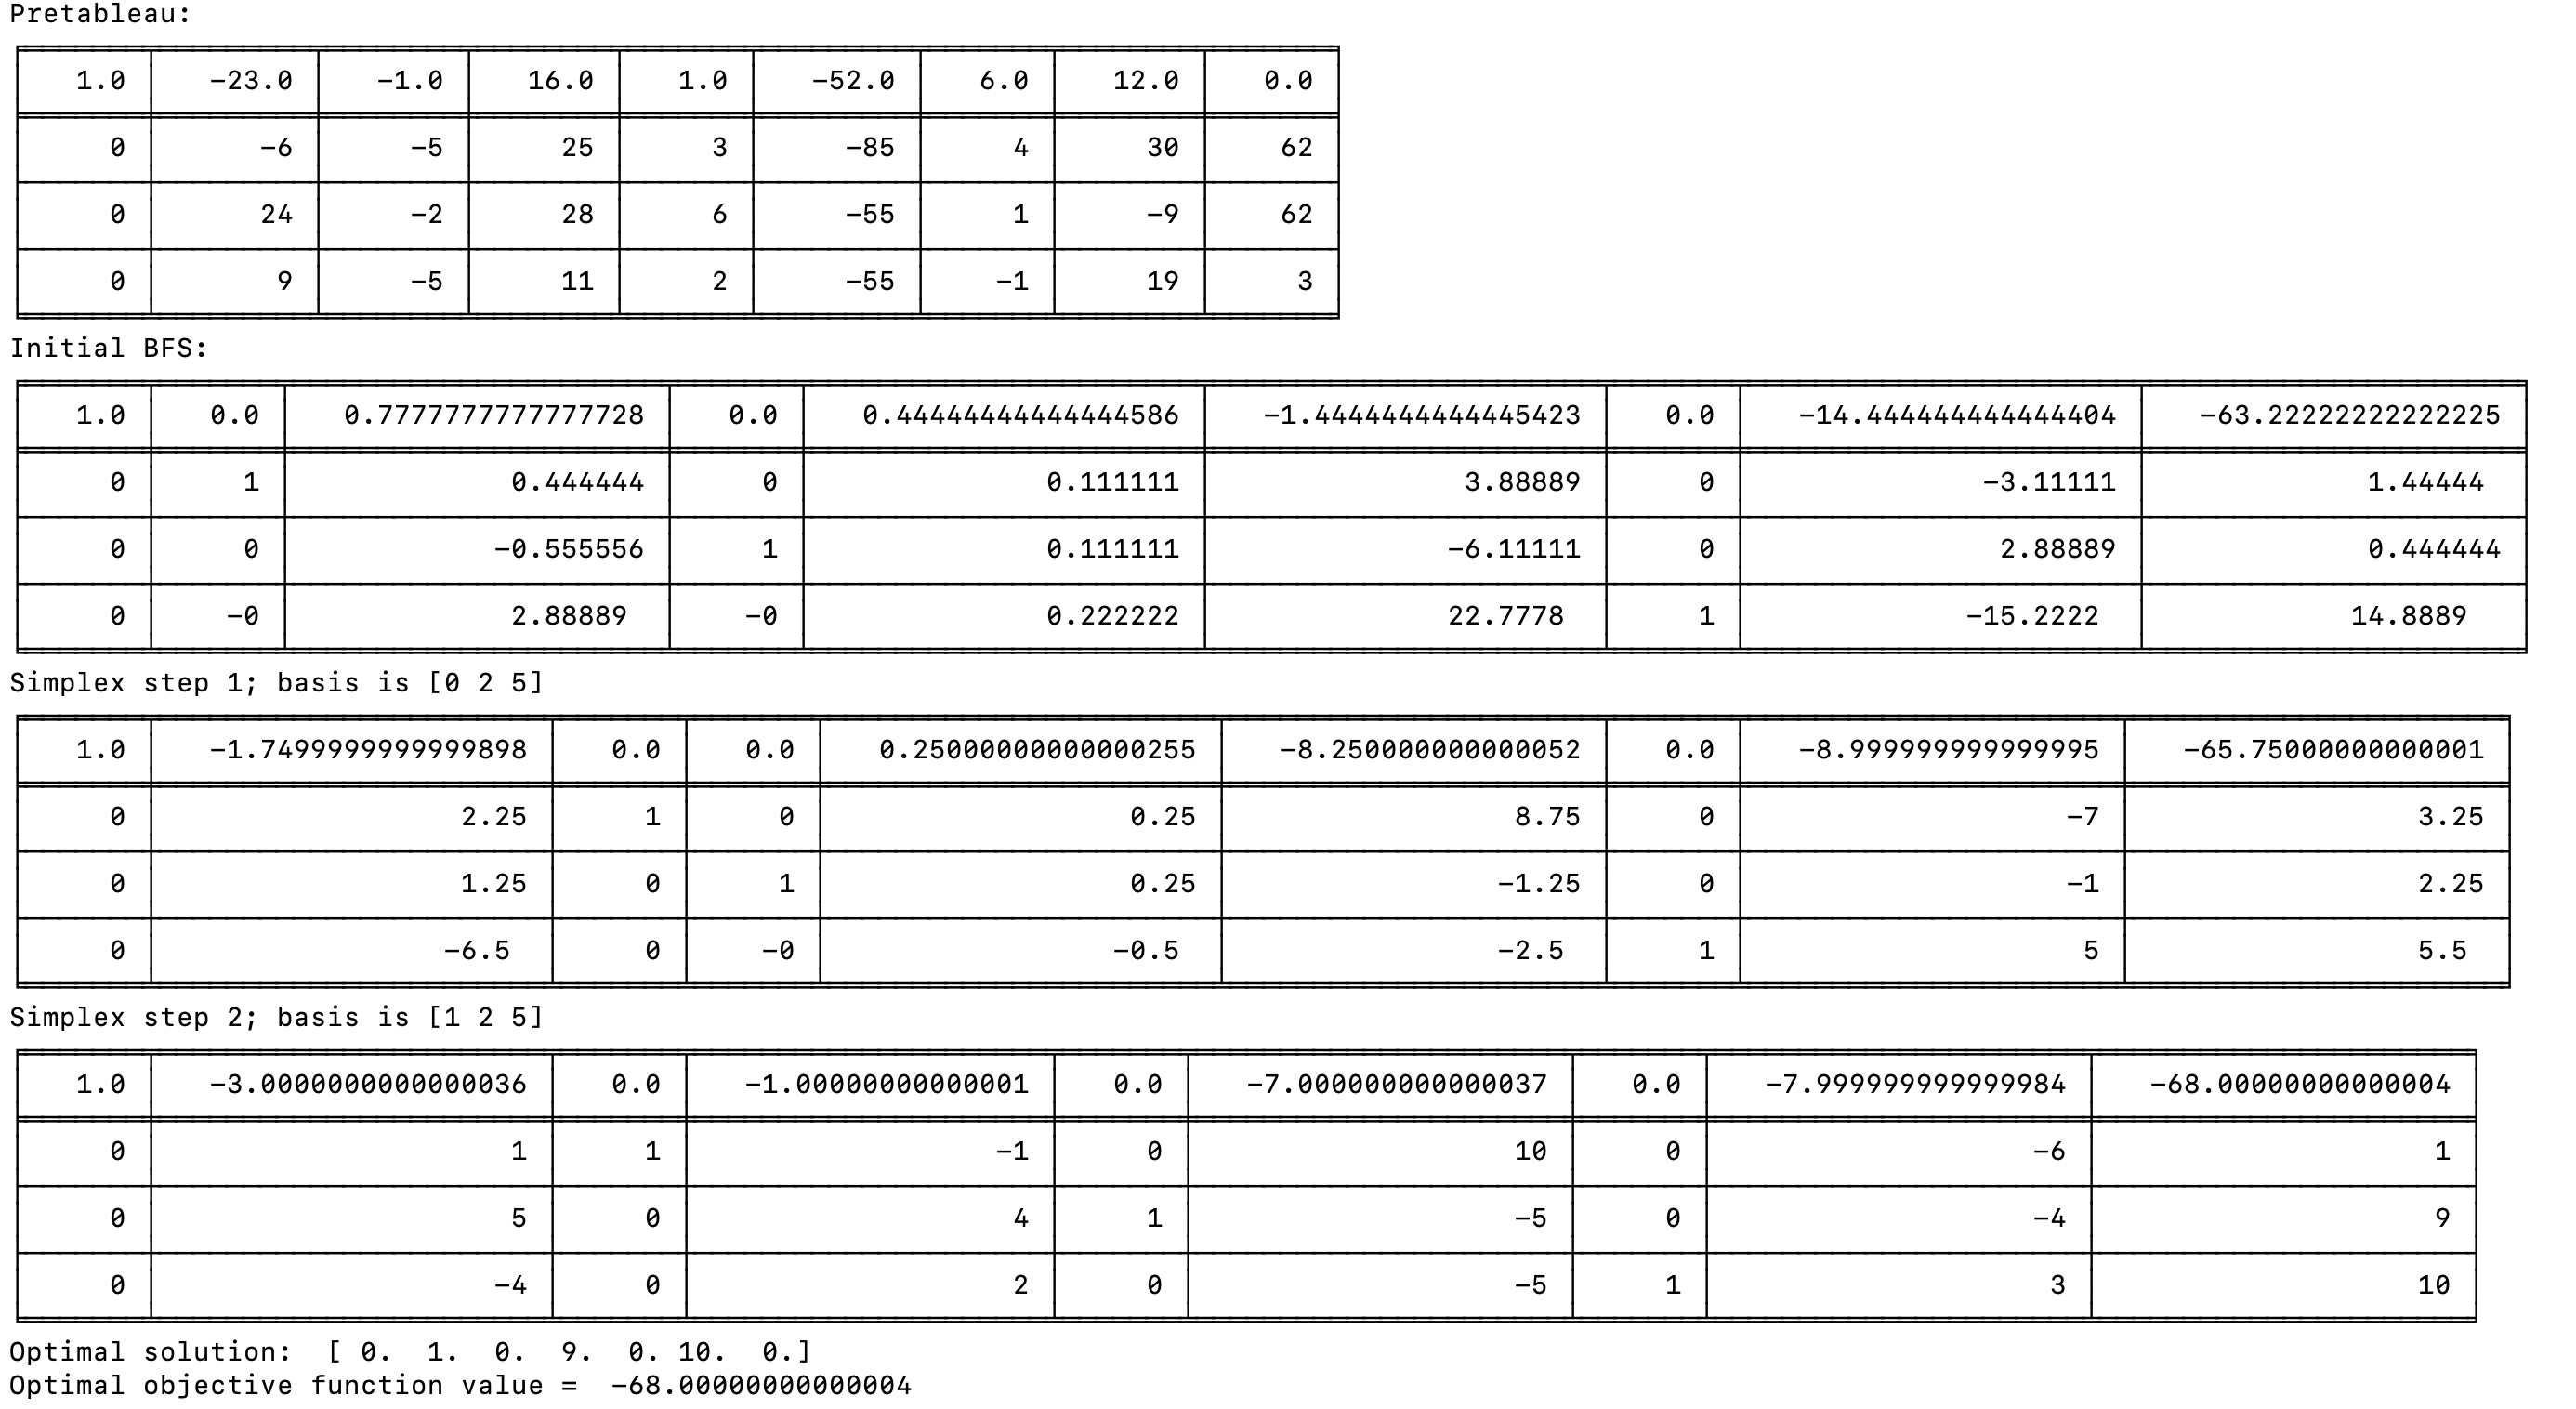 Pretableau:
1.0 -23.0 -1.0 16.0 1.0 -52.0 6.0 12.0 0.0
0 -6 -5 25 3 -85 4 30 62
0 24 -2 28 6 -55 1 -9 62
0 9 -5 11 2 -55 -1 19 3
Initial BFS:
1.0 0.0 0.7777777777777728 0.0 0.44444444444444586 -1.4444444444445423 0.0 -14.444444444444404 -63.22222222222225
0 1 0.444444 0 0.111111 3.88889 0 -3.11111 1.44444
0 0 -0.555556 1 0.111111 -6.11111 0 2.88889 0.444444
0 -0 2.88889 -0 0.222222 22.7778 1 -15.2222 14.8889
Simplex step 1; basis is [0 2 5]
1.0 -1.7499999999999898 0.0 0.0 0.25000000000000255 -8.250000000000052 0.0 -8.999999999999995 -65.75000000000001
0 2.25 1 0 0.25 8.75 0 -7 3.25
0 1.25 0 1 0.25 -1.25 0 -1 2.25
0 -6.5 0 -0 -0.5 -2.5 1 5 5.5
Simplex step 2; basis is [1 2 5]
1.0 -3.0000000000000036 0.0 -1.00000000000001 0.0 -7.000000000000037 0.0 -7.999999999999984 -68.00000000000004
0 1 1 -1 0 10 0 -6 1
0 5 0 4 1 -5 0 -4 9
0 -4 0 2 0 -5 1 3 10
Optimal solution:  [ 0.  1.  0.  9.  0. 10.  0.]
Optimal objective function value =  -68.00000000000004